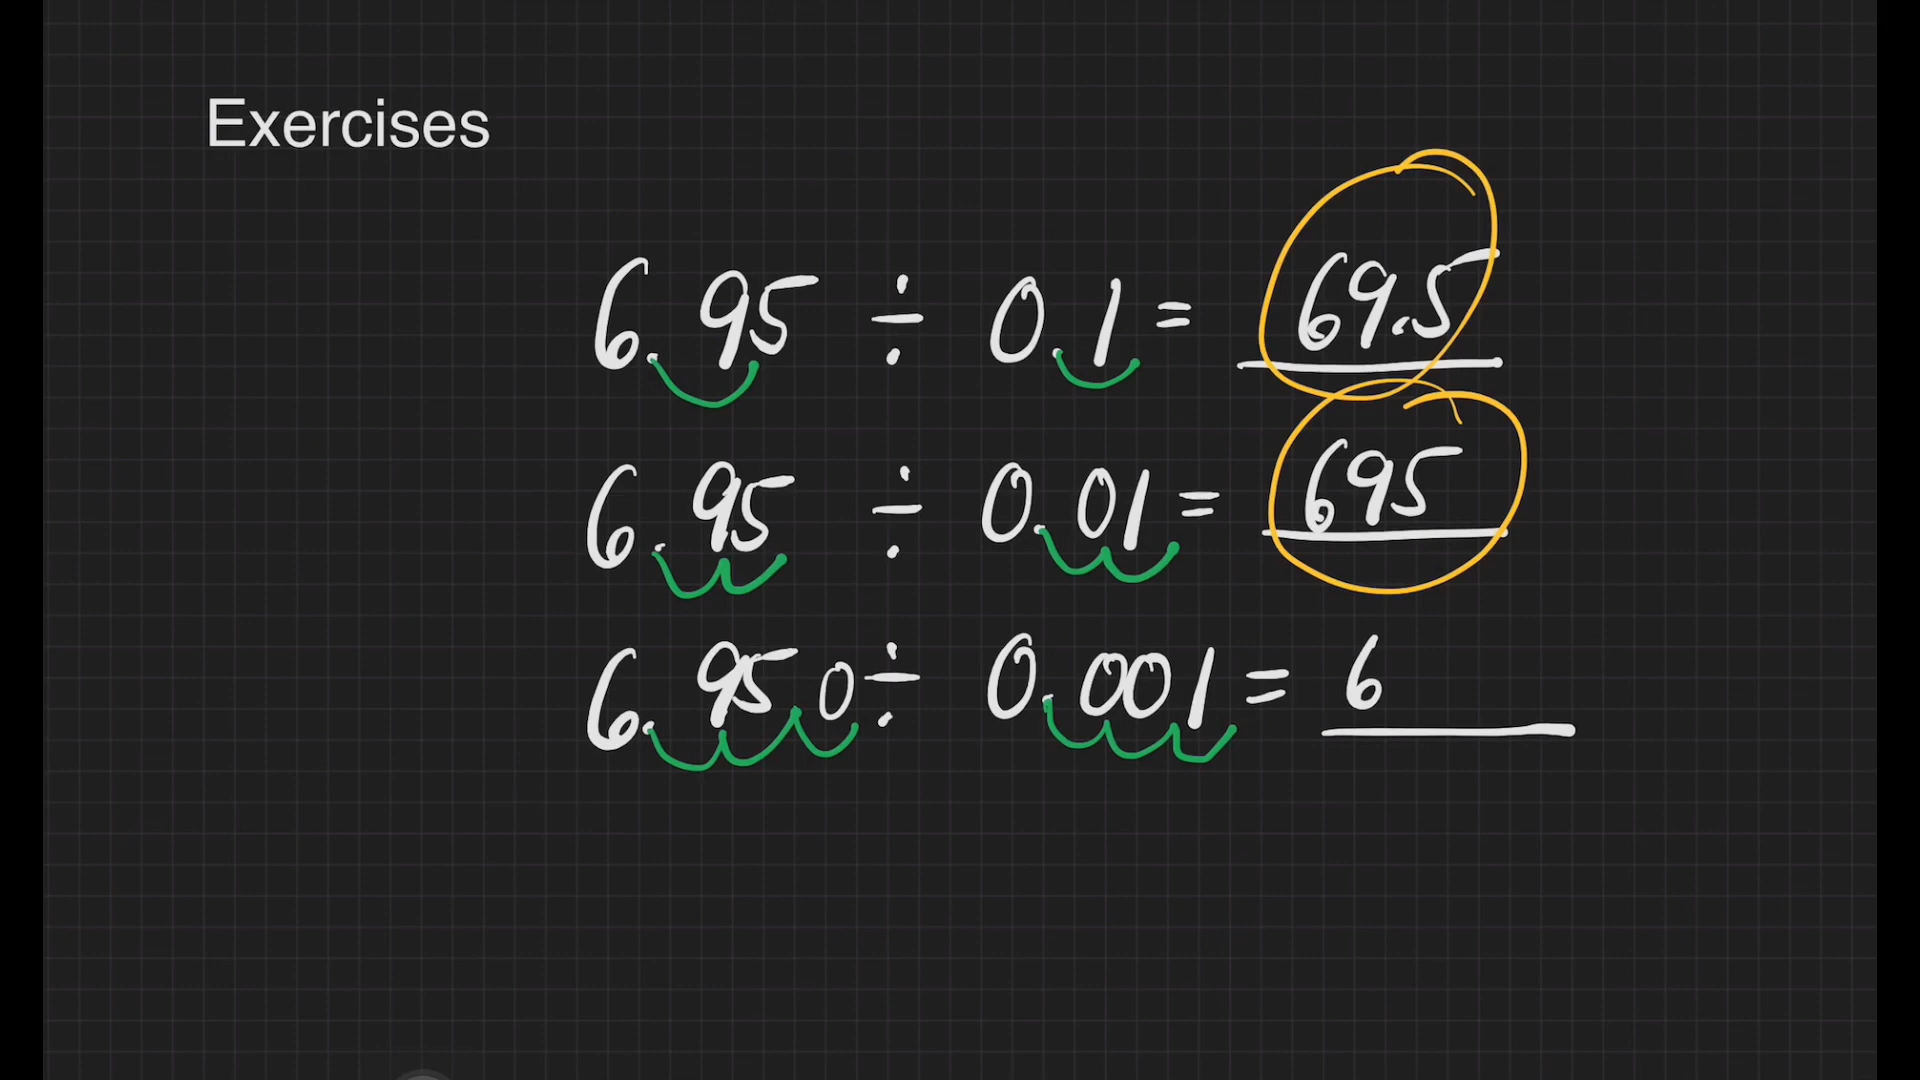 Exercises
6.95 ÷ 0.1 = 69.5
6.95 ÷ 0.01 = 695
6.950 ÷ 0.001 = 6